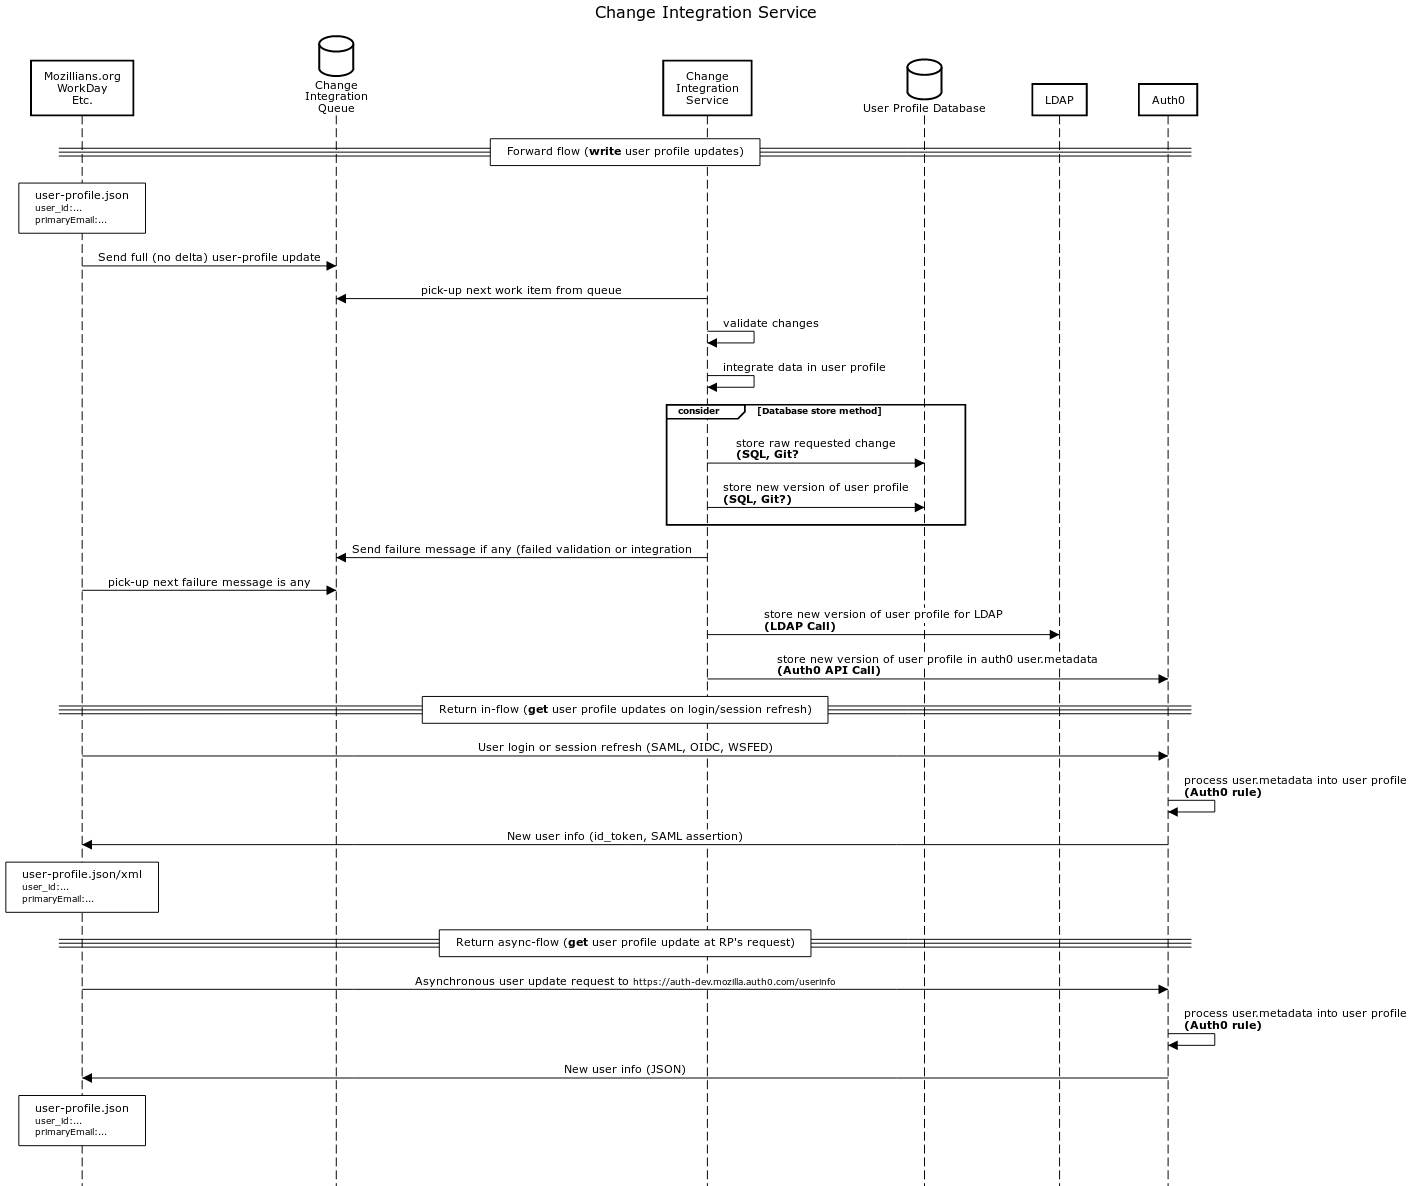 Change Integration Service
Mozillians.org
WorkDay
Etc.
Change
Integration
Queue
Change
Integration
Service
User Profile Database
LDAP
Auth0
Forward flow (write user profile updates)
user-profile.json
user_id:...
primaryEmail:...
Send full (no delta) user-profile update
pick-up next work item from queue
validate changes
integrate data in user profile
consider
[Database store method]
store raw requested change
(SQL, Git?
store new version of user profile
(SQL, Git?)
Send failure message if any (failed validation or integration
pick-up next failure message is any
store new version of user profile for LDAP
(LDAP Call)
store new version of user profile in auth0 user.metadata
(Auth0 API Call)
Return in-flow (get user profile updates on login/session refresh)
User login or session refresh (SAML, OIDC, WSFED)
process user.metadata into user profile
(Auth0 rule)
New user info (id_token, SAML assertion)
user-profile.json/xml
user_id:...
primaryEmail:...
Return async-flow (get user profile update at RP's request)
Asynchronous user update request to https://auth-dev.mozilla.auth0.com/userinfo
process user.metadata into user profile
(Auth0 rule)
New user info (JSON)
user-profile.json
user_id:...
primaryEmail:...